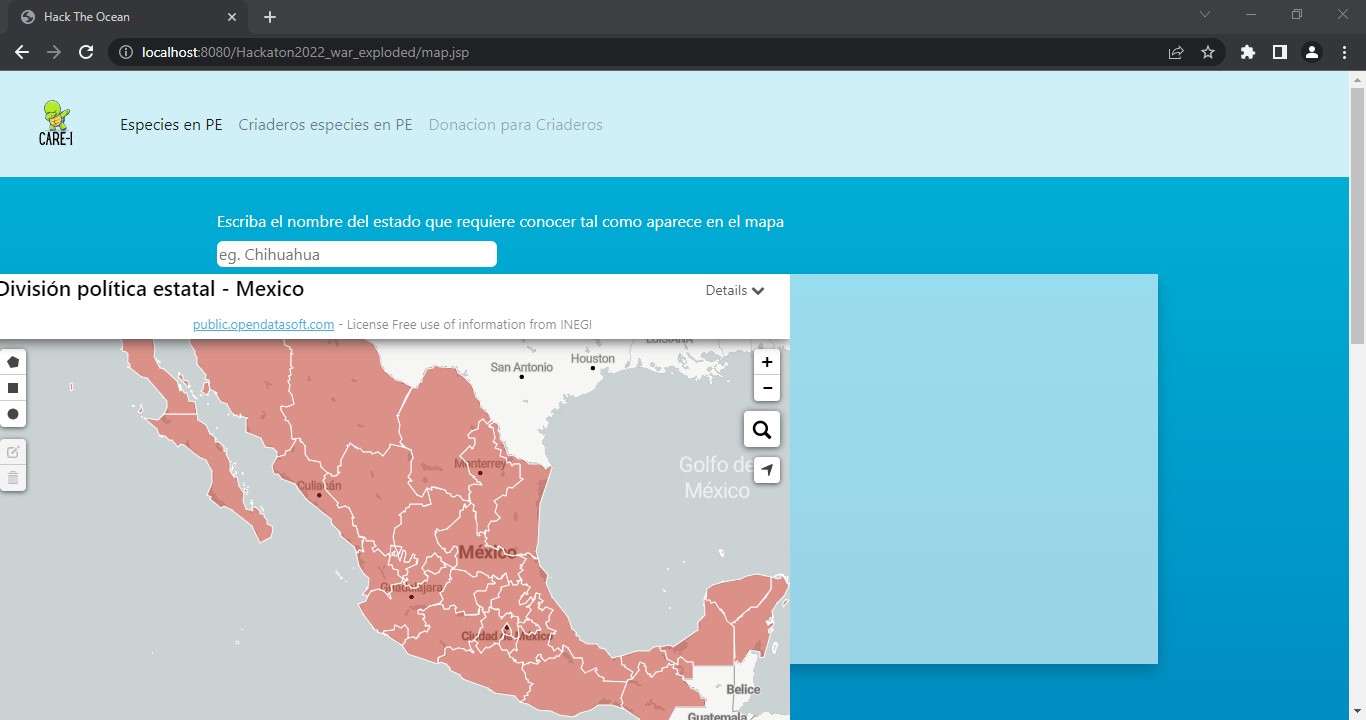 Hack The Ocean
localhost:8080/Hackaton2022_war_exploded/map.jsp
CARE-I
Especies en PE
Criaderos especies en PE
Donacion para Criaderos
Escriba el nombre del estado que requiere conocer tal como aparece en el mapa
eg. Chihuahua
División política estatal - Mexico
Details
public.opendatasoft.com - License Free use of information from INEGI
LUISIANA
Houston
San Antonio
+
−
Golfo de
México
Monterrey
Culiacán
México
Guadalajara
Ciudad de México
Belice
Guatemala